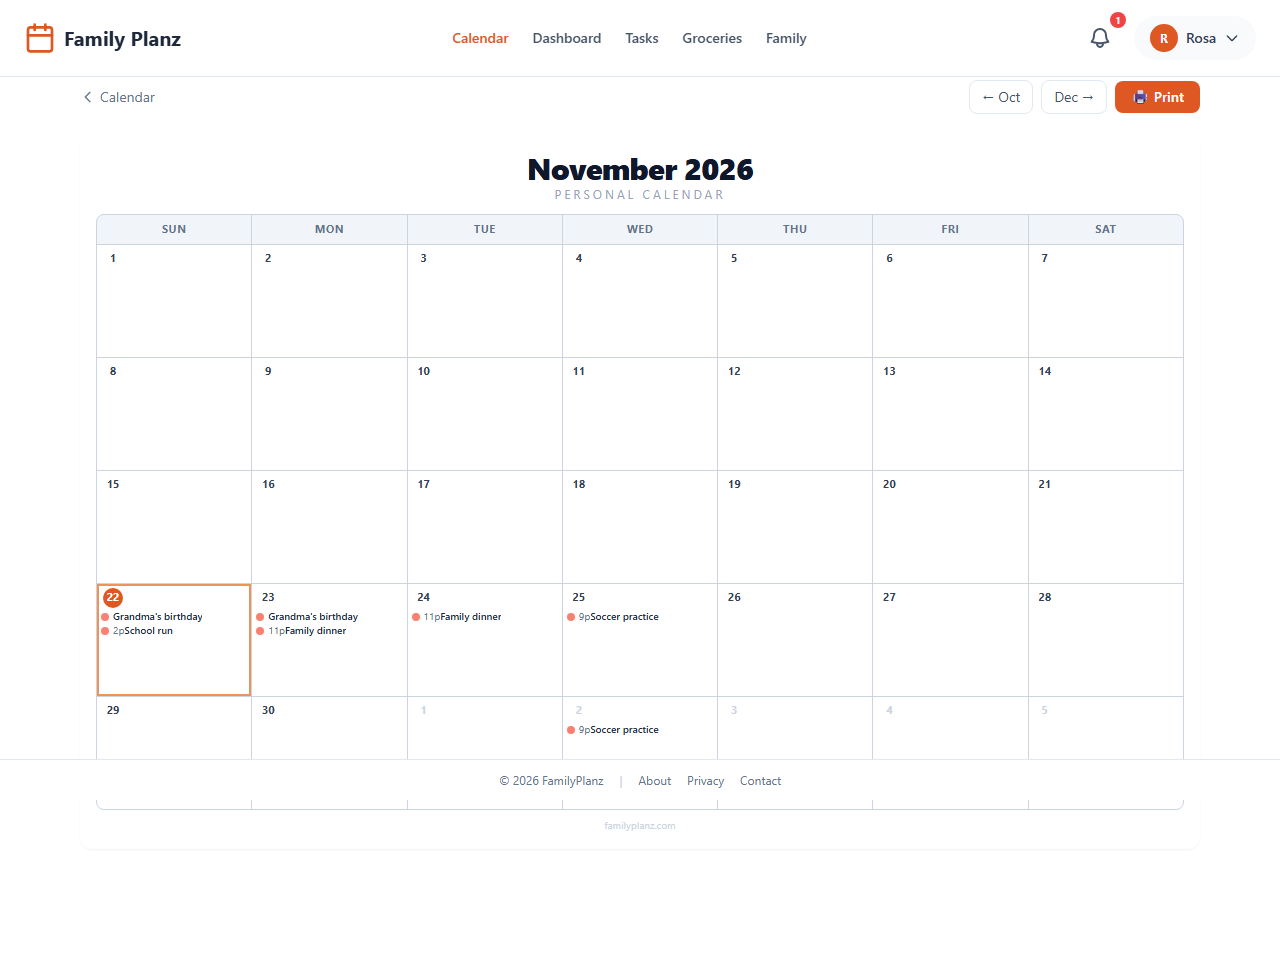 Family Planz
Calendar Dashboard Tasks Groceries Family
1
R Rosa
Calendar
← Oct Dec → Print
November 2026
PERSONAL CALENDAR
SUN MON TUE WED THU FRI SAT
1 2 3 4 5 6 7
8 9 10 11 12 13 14
15 16 17 18 19 20 21
22 23 24 25 26 27 28
Grandma's birthday Grandma's birthday 11pFamily dinner 9pSoccer practice
2pSchool run 11pFamily dinner
29 30 1 2 3 4 5
9pSoccer practice
© 2026 FamilyPlanz | About Privacy Contact
familyplanz.com